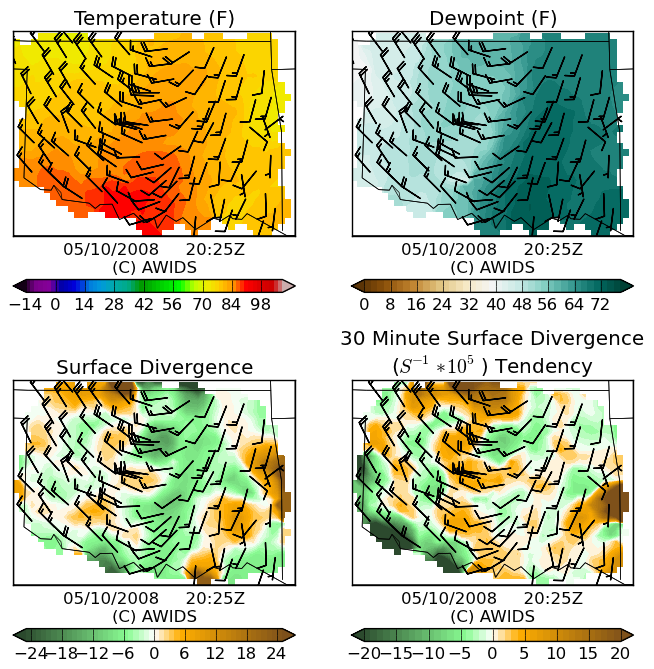 Temperature (F)
Dewpoint (F)
05/10/2008 20:25Z
(C) AWIDS
05/10/2008 20:25Z
(C) AWIDS
−14 0 14 28 42 56 70 84 98
0 8 16 24 32 40 48 56 64 72
Surface Divergence
30 Minute Surface Divergence
(S⁻¹ ∗10⁵ ) Tendency
05/10/2008 20:25Z
(C) AWIDS
05/10/2008 20:25Z
(C) AWIDS
−24 −18 −12 −6 0 6 12 18 24
−20 −15 −10 −5 0 5 10 15 20